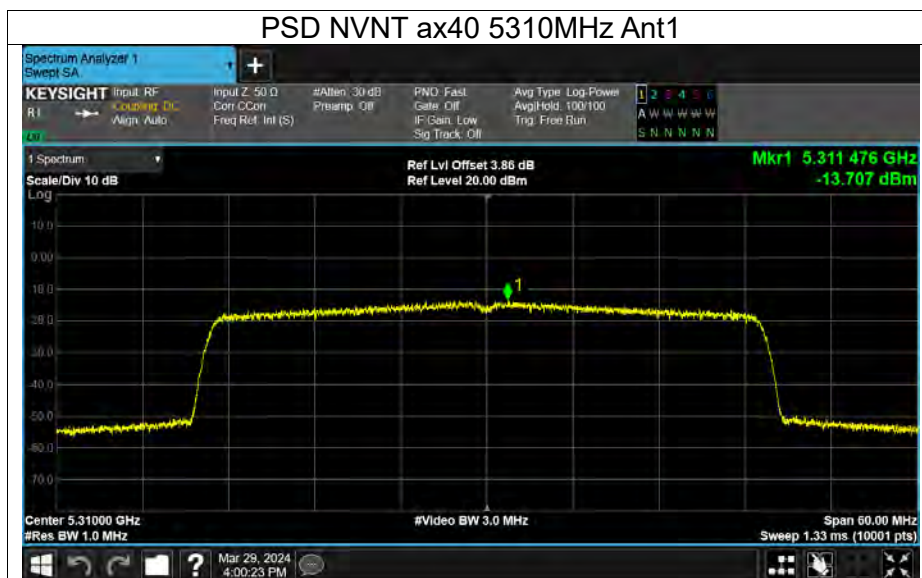 PSD NVNT ax40 5310MHz Ant1
Spectrum Analyzer 1
Swept SA
+
KEYSIGHT Input: RF Input Z: 50 Ω #Atten: 30 dB PNO: Fast Avg Type: Log-Power 1 2 3 4 5 6
R L Coupling: DC Corr CCorr Preamp: Off Gate: Off Avg|Hold: 100/100 A W W W W W
Align: Auto Freq Ref: Int (S) IF Gain: Low Trig: Free Run
Sig Track: Off S N N N N N
1 Spectrum Ref Lvl Offset 3.86 dB Mkr1 5.311 476 GHz
Scale/Div 10 dB Ref Level 20.00 dBm -13.707 dBm
Log
10.0
0.00
1
-10.0
-20.0
-30.0
-40.0
-50.0
-60.0
-70.0
Center 5.31000 GHz #Video BW 3.0 MHz Span 60.00 MHz
#Res BW 1.0 MHz Sweep 1.33 ms (10001 pts)
? Mar 29, 2024
4:00:23 PM